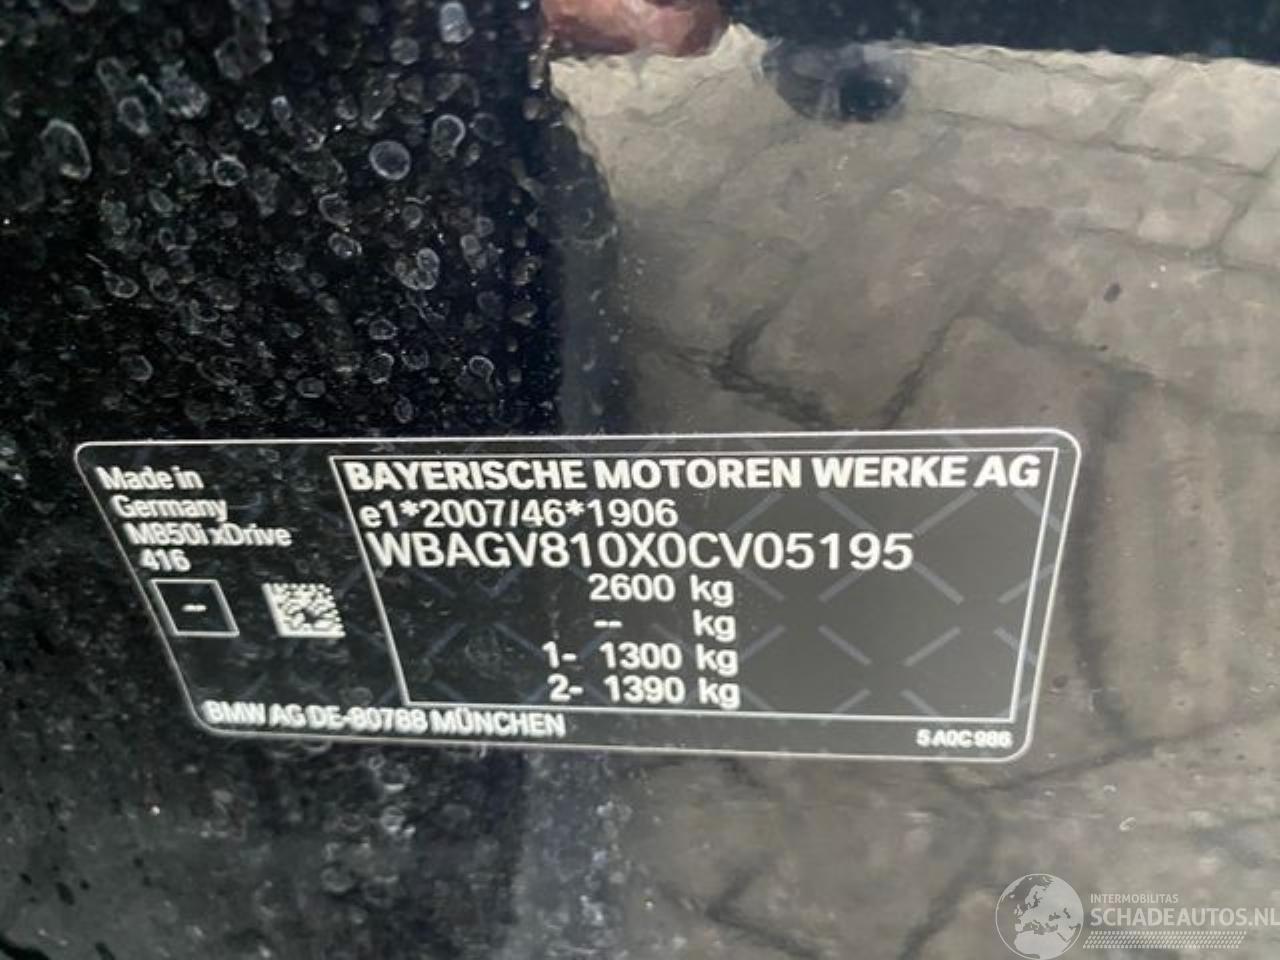 Made in
Germany
M850i xDrive
416
--
BAYERISCHE MOTOREN WERKE AG
e1*2007/46*1906
WBAGV810X0CV05195
2600 kg
-- kg
1- 1300 kg
2- 1390 kg
BMW AG DE-80788 MÜNCHEN
5 A0C 986
INTERMOBILITAS
SCHADEAUTOS.NL